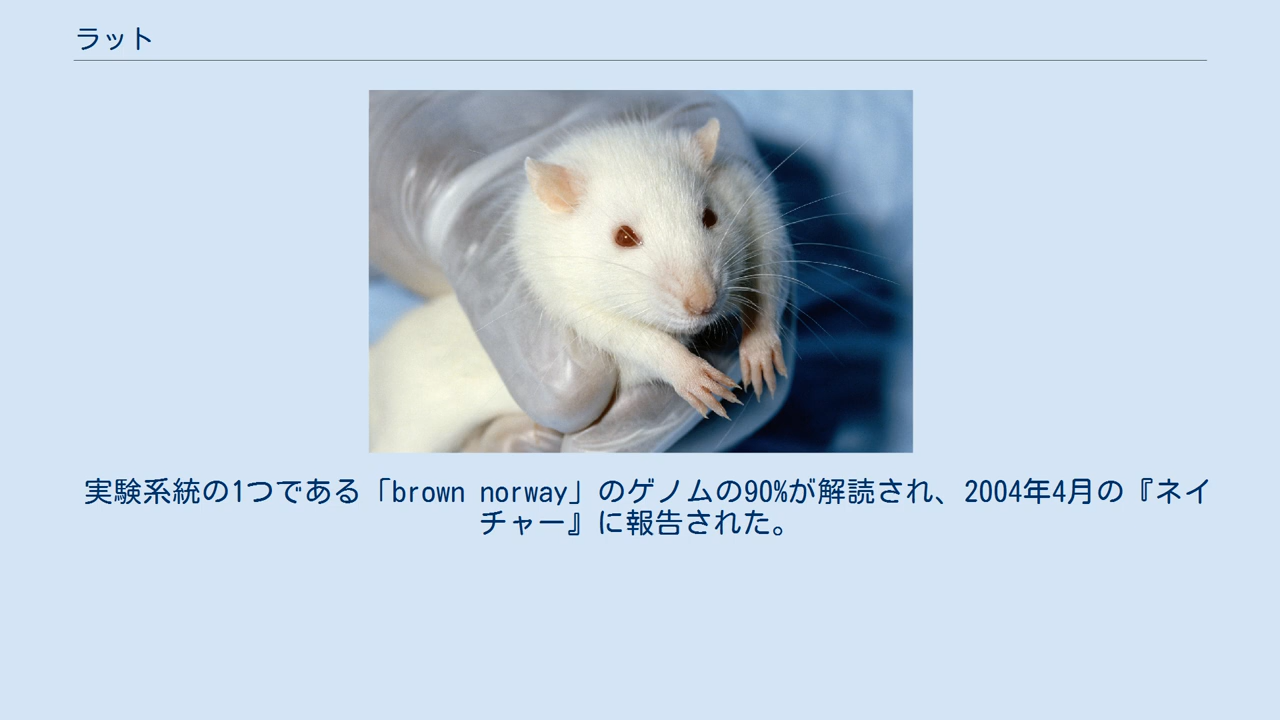 ラット
実験系統の1つである「brown norway」のゲノムの90%が解読され、2004年4月の『ネイ
チャー』に報告された。